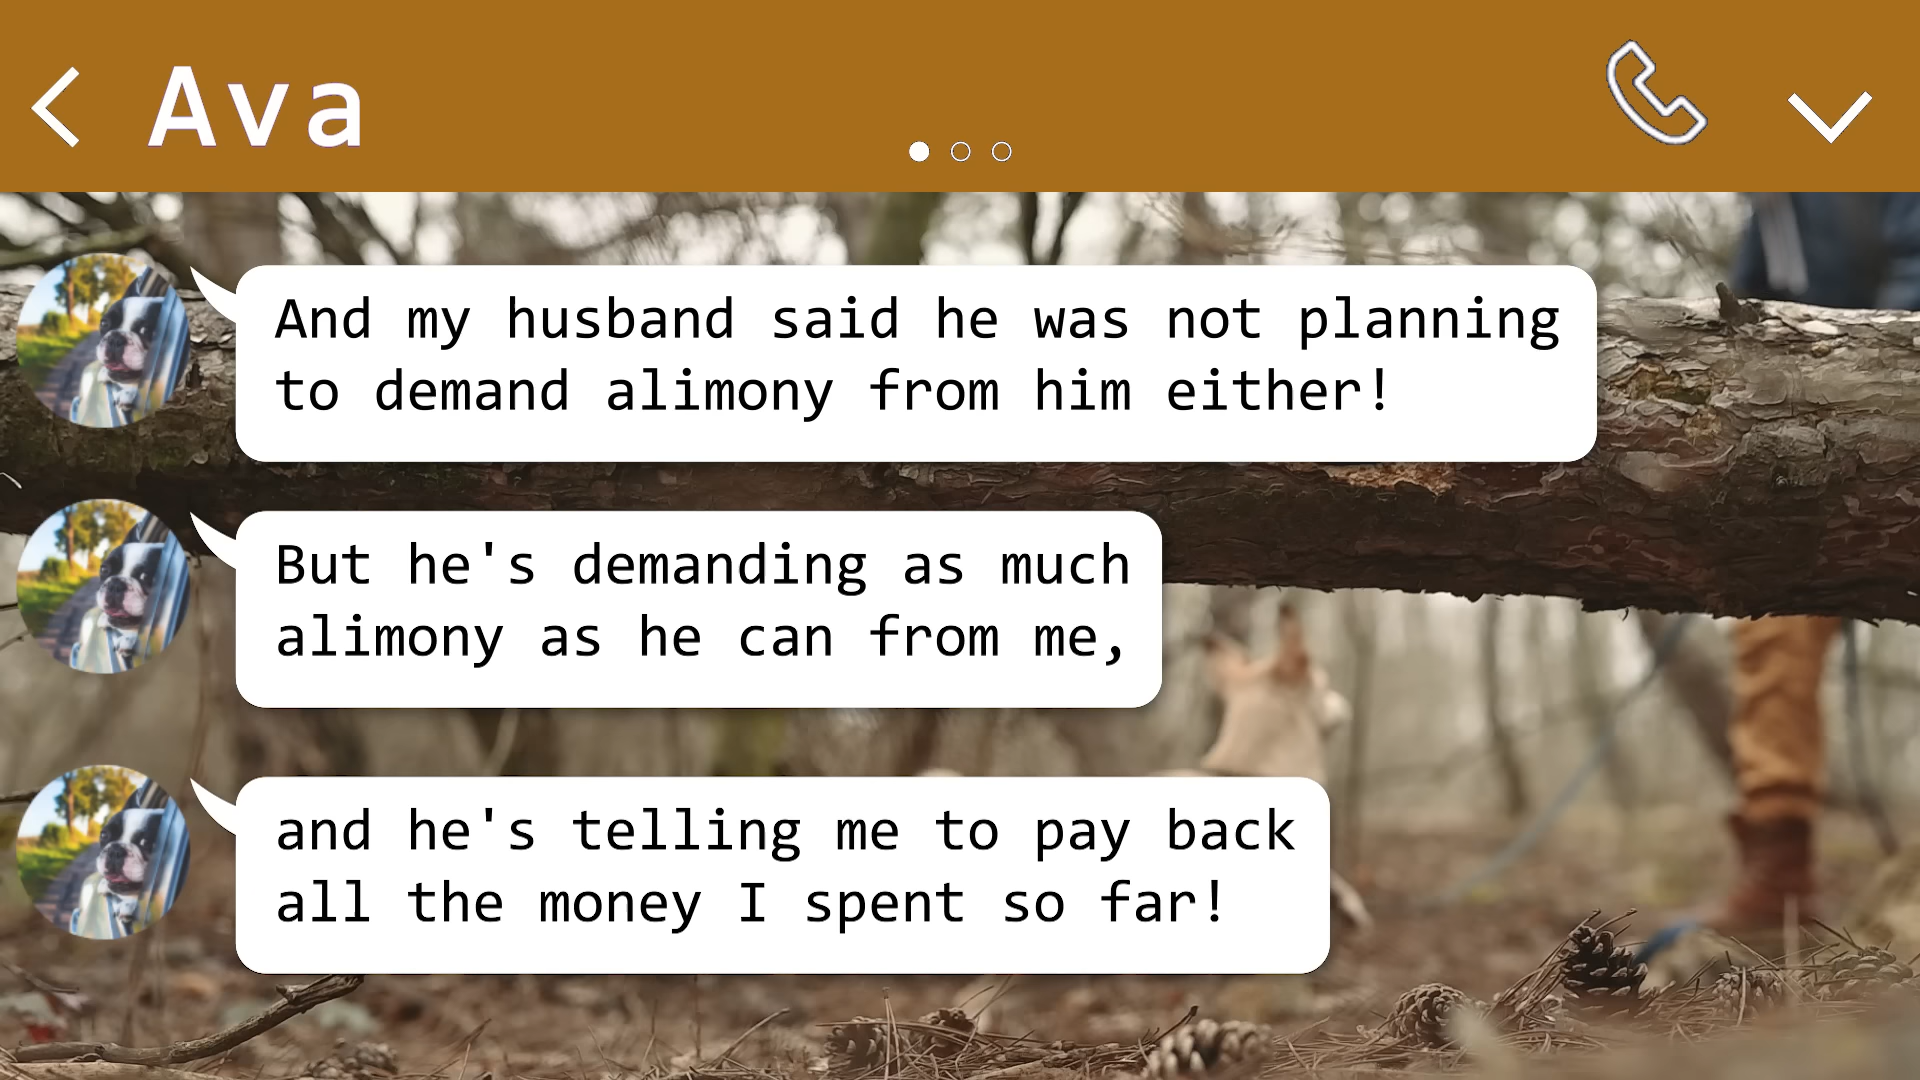 Ava
And my husband said he was not planning
to demand alimony from him either!
But he's demanding as much
alimony as he can from me,
and he's telling me to pay back
all the money I spent so far!